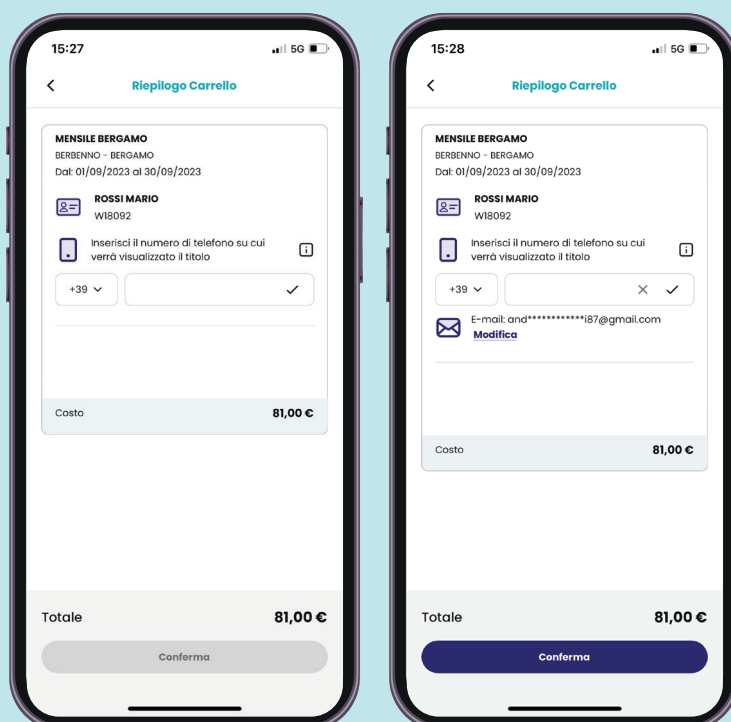 15:27
5G
Riepilogo Carrello
MENSILE BERGAMO
BERBENNO - BERGAMO
Dal: 01/09/2023 al 30/09/2023
ROSSI MARIO
W18092
Inserisci il numero di telefono su cui
verrà visualizzato il titolo
+39
Costo 81,00 €
Totale 81,00 €
Conferma
15:28
5G
Riepilogo Carrello
MENSILE BERGAMO
BERBENNO - BERGAMO
Dal: 01/09/2023 al 30/09/2023
ROSSI MARIO
W18092
Inserisci il numero di telefono su cui
verrà visualizzato il titolo
+39
E-mail: and************i87@gmail.com
Modifica
Costo 81,00 €
Totale 81,00 €
Conferma